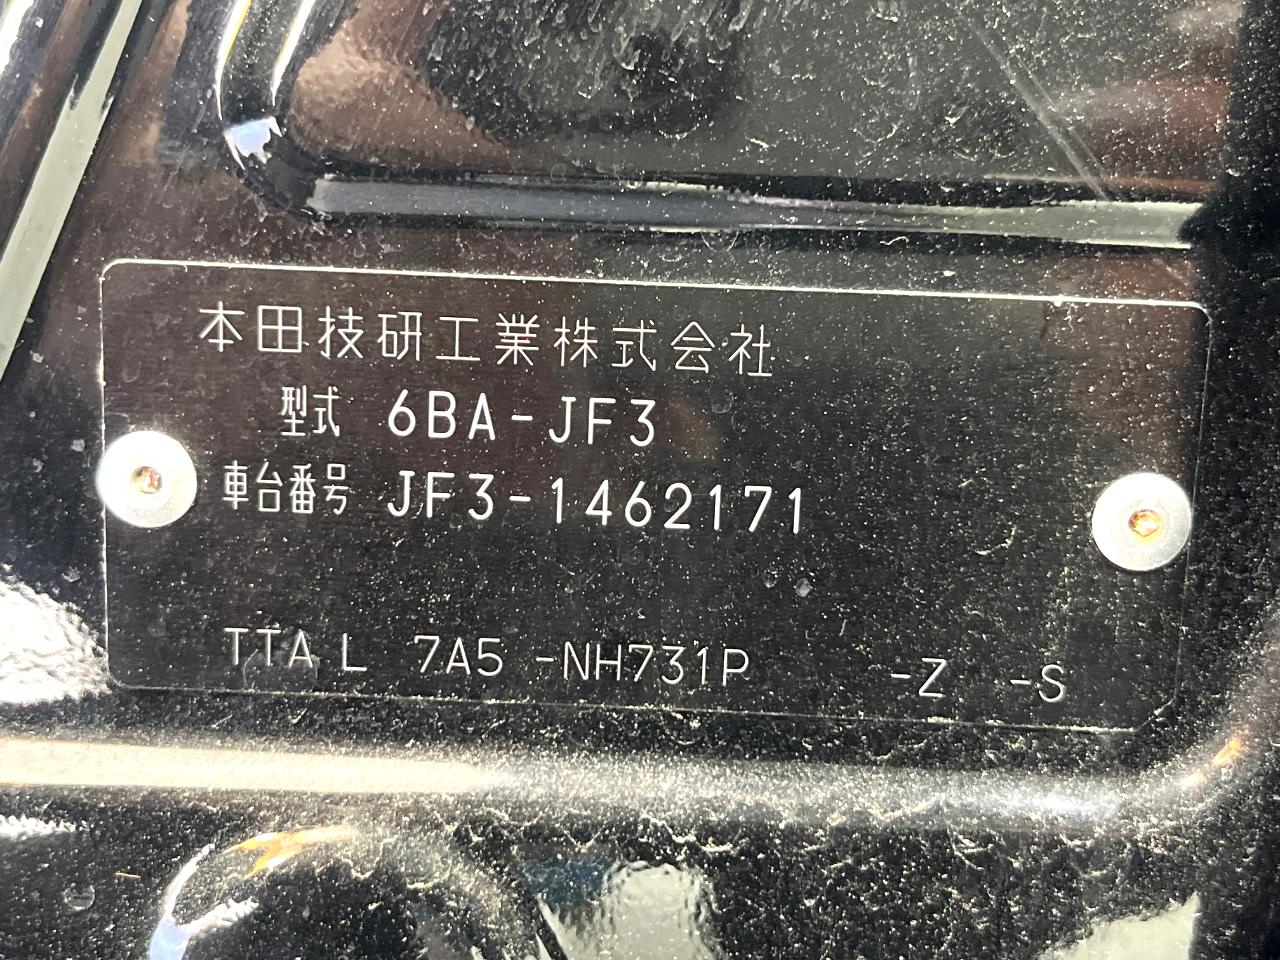 本田技研工業株式会社
型式 6BA-JF3
車台番号 JF3-1462171
TTA L 7A5 -NH731P -Z -S